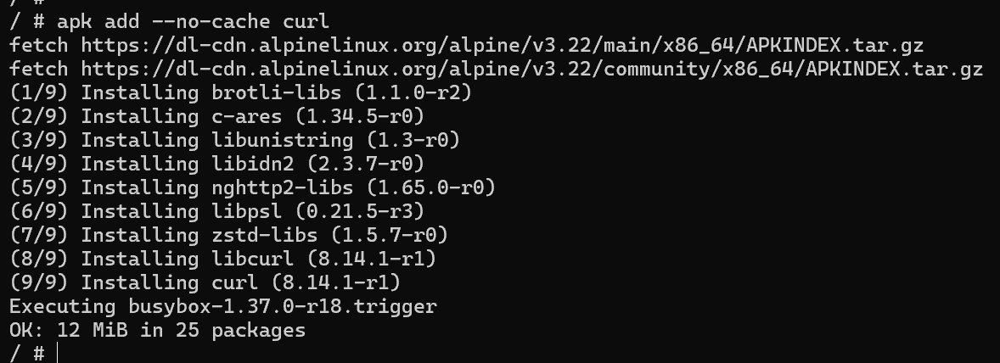 / #
/ # apk add --no-cache curl
fetch https://dl-cdn.alpinelinux.org/alpine/v3.22/main/x86_64/APKINDEX.tar.gz
fetch https://dl-cdn.alpinelinux.org/alpine/v3.22/community/x86_64/APKINDEX.tar.gz
(1/9) Installing brotli-libs (1.1.0-r2)
(2/9) Installing c-ares (1.34.5-r0)
(3/9) Installing libunistring (1.3-r0)
(4/9) Installing libidn2 (2.3.7-r0)
(5/9) Installing nghttp2-libs (1.65.0-r0)
(6/9) Installing libpsl (0.21.5-r3)
(7/9) Installing zstd-libs (1.5.7-r0)
(8/9) Installing libcurl (8.14.1-r1)
(9/9) Installing curl (8.14.1-r1)
Executing busybox-1.37.0-r18.trigger
OK: 12 MiB in 25 packages
/ #